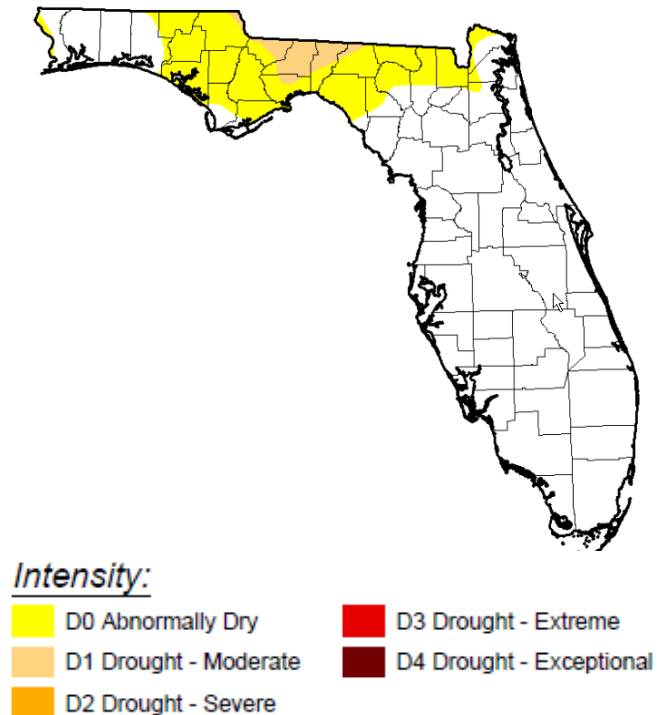 Intensity:
D0 Abnormally Dry
D1 Drought - Moderate
D2 Drought - Severe
D3 Drought - Extreme
D4 Drought - Exceptional